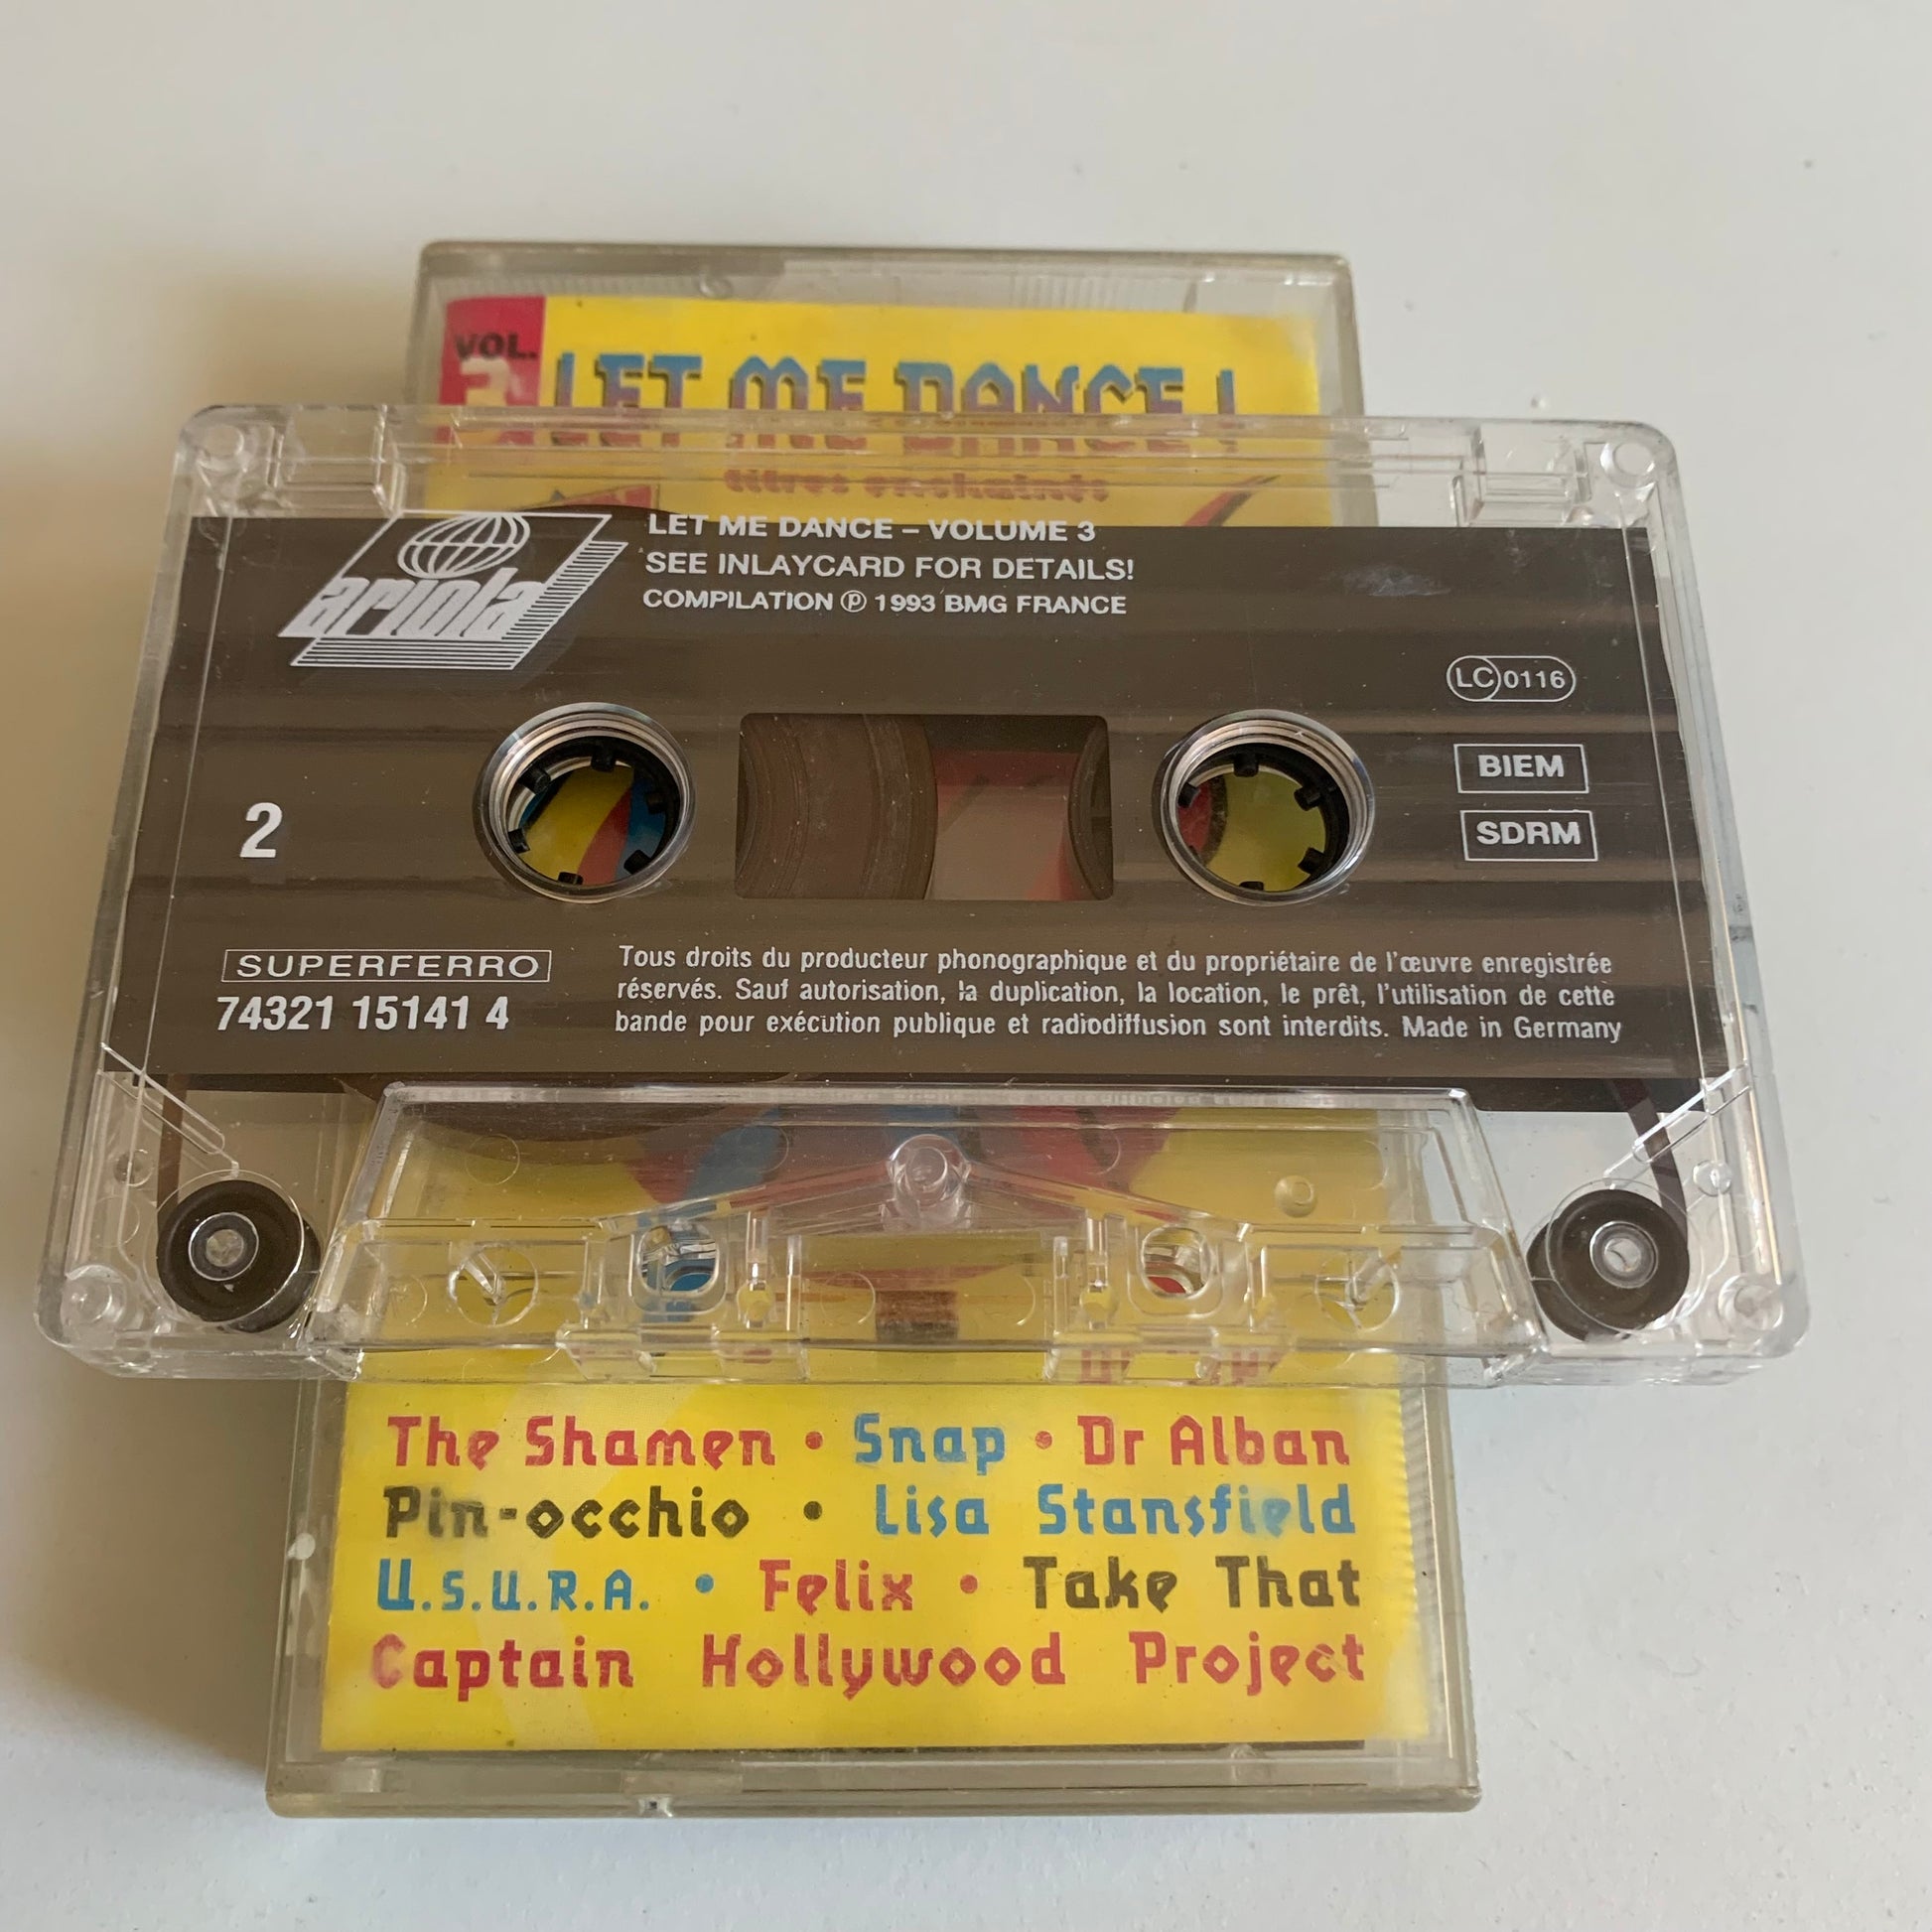 VOL.
3 LET ME DANCE !
titres enchainés
ariola
LET ME DANCE – VOLUME 3
SEE INLAYCARD FOR DETAILS!
COMPILATION ℗ 1993 BMG FRANCE
LC 0116
BIEM
2
SDRM
SUPERFERRO
74321 15141 4
Tous droits du producteur phonographique et du propriétaire de l'œuvre enregistrée
réservés. Sauf autorisation, la duplication, la location, le prêt, l'utilisation de cette
bande pour exécution publique et radiodiffusion sont interdits. Made in Germany
The Shamen • Snap • Dr Alban
Pin-occhio • Lisa Stansfield
U.S.U.R.A. • Felix • Take That
Captain Hollywood Project